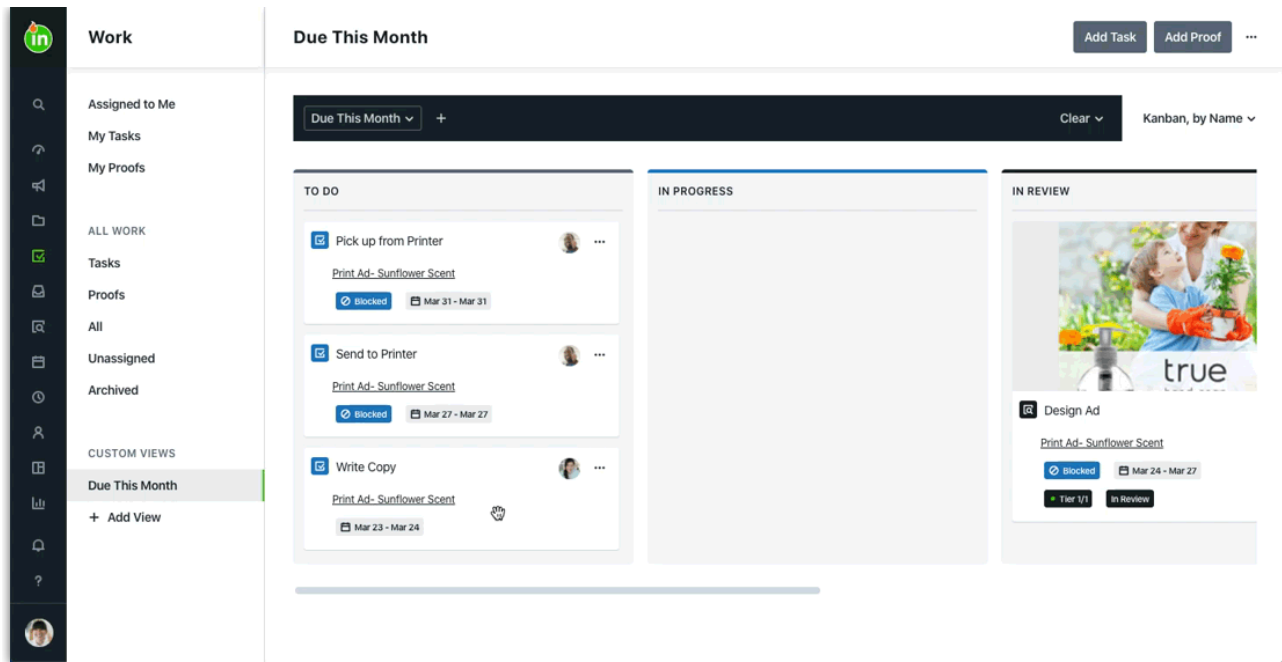 in
Work
Due This Month
Add Task
Add Proof
Assigned to Me
My Tasks
My Proofs
ALL WORK
Tasks
Proofs
All
Unassigned
Archived
CUSTOM VIEWS
Due This Month
+ Add View
Due This Month
+
Clear
Kanban, by Name
TO DO
Pick up from Printer
Print Ad- Sunflower Scent
Blocked
Mar 31 - Mar 31
Send to Printer
Print Ad- Sunflower Scent
Blocked
Mar 27 - Mar 27
Write Copy
Print Ad- Sunflower Scent
Mar 23 - Mar 24
IN PROGRESS
IN REVIEW
true
Design Ad
Print Ad- Sunflower Scent
Blocked
Mar 24 - Mar 27
Tier 1/1
In Review
?